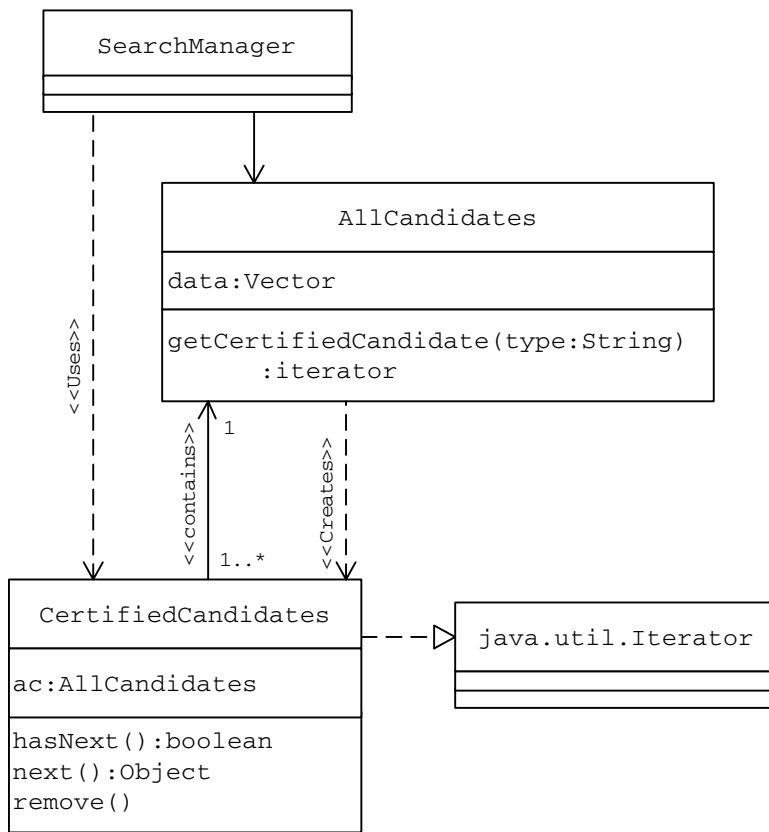 SearchManager
AllCandidates
data:Vector
getCertifiedCandidate(type:String)
:iterator
<<Uses>>
<<contains>>
1
1..*
<<Creates>>
CertifiedCandidates
ac:AllCandidates
hasNext():boolean
next():Object
remove()
java.util.Iterator